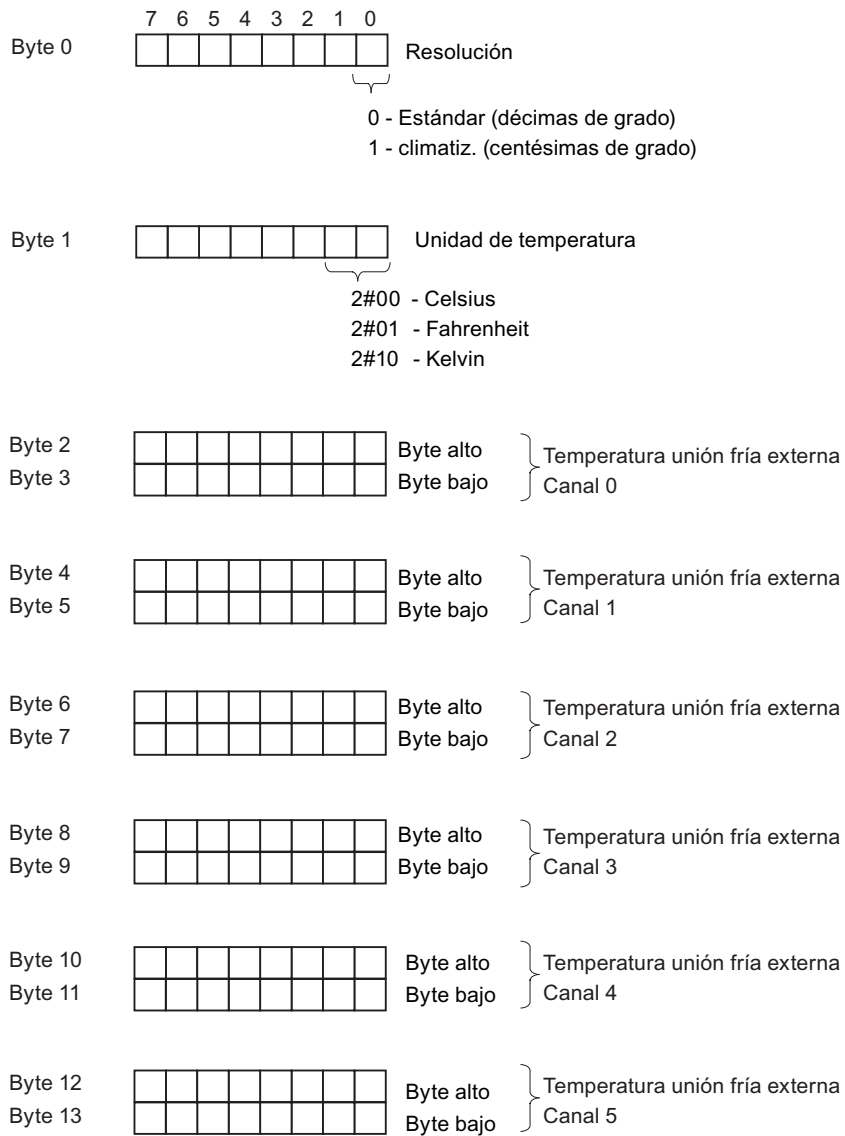 7 6 5 4 3 2 1 0
Byte 0 Resolución
0 - Estándar (décimas de grado)
1 - climatiz. (centésimas de grado)
Byte 1 Unidad de temperatura
2#00 - Celsius
2#01 - Fahrenheit
2#10 - Kelvin
Byte 2 Byte alto Temperatura unión fría externa
Byte 3 Byte bajo Canal 0
Byte 4 Byte alto Temperatura unión fría externa
Byte 5 Byte bajo Canal 1
Byte 6 Byte alto Temperatura unión fría externa
Byte 7 Byte bajo Canal 2
Byte 8 Byte alto Temperatura unión fría externa
Byte 9 Byte bajo Canal 3
Byte 10 Byte alto Temperatura unión fría externa
Byte 11 Byte bajo Canal 4
Byte 12 Byte alto Temperatura unión fría externa
Byte 13 Byte bajo Canal 5